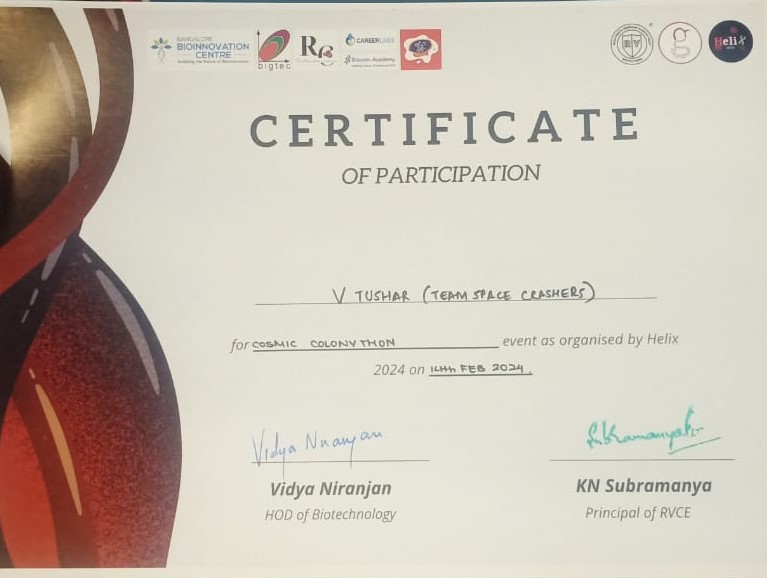 BANGALORE
BIOINNOVATION
CENTRE
bigtec
CAREERLABS
Helix
CERTIFICATE
OF PARTICIPATION
V TUSHAR (TEAM SPACE CRASHERS)
for COSMIC COLONYTHON event as organised by Helix
2024 on 14th FEB 2024.
Vidya Niranjan
Subramanya
Vidya Niranjan
KN Subramanya
HOD of Biotechnology
Principal of RVCE